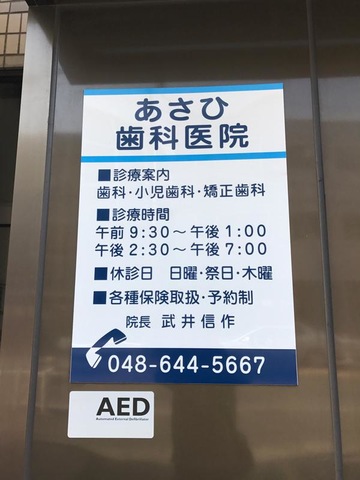 あさひ
歯科医院
■診療案内
歯科・小児歯科・矯正歯科
■診療時間
午前 9:30～午後 1:00
午後 2:30～午後 7:00
■休診日 日曜・祭日・木曜
■各種保険取扱・予約制
院長 武井信作
048-644-5667
AED
Automated External Defibrillator